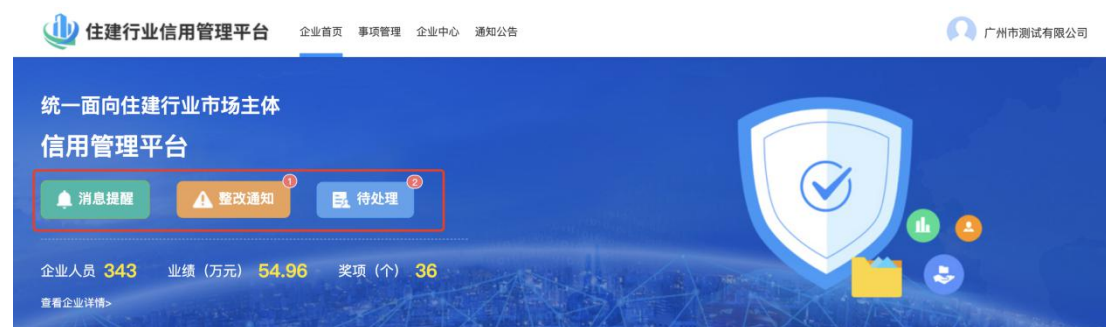 住建行业信用管理平台 企业首页 事项管理 企业中心 通知公告 广州市测试有限公司
统一面向住建行业市场主体
信用管理平台
消息提醒 整改通知 1 待处理 2
企业人员 343 业绩（万元） 54.96 奖项（个） 36
查看企业详情>